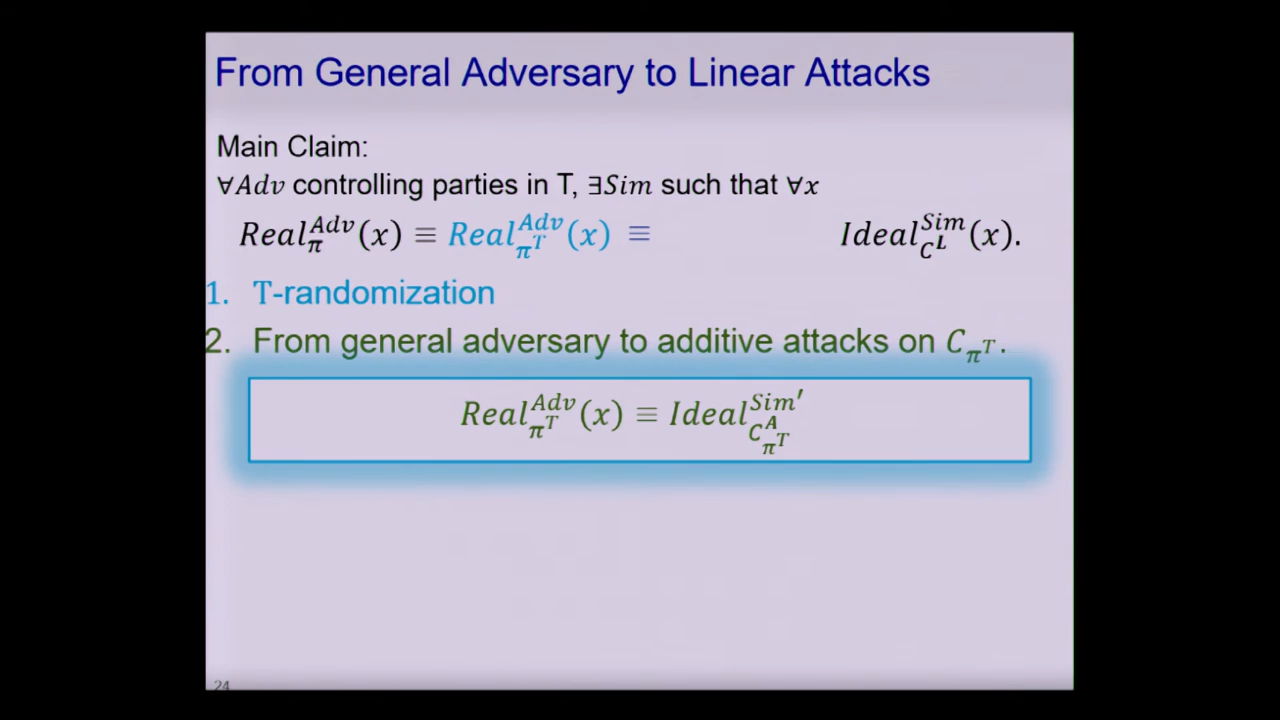 From General Adversary to Linear Attacks
Main Claim:
∀Adv controlling parties in T, ∃Sim such that ∀x
Real_π^Adv(x) ≡ Real_{π^T}^Adv(x) ≡ Ideal_{C^L}^Sim(x).
1. T-randomization
2. From general adversary to additive attacks on C_{π^T}.
Real_{π^T}^Adv(x) ≡ Ideal_{C_{π^T}^A}^{Sim′}
24